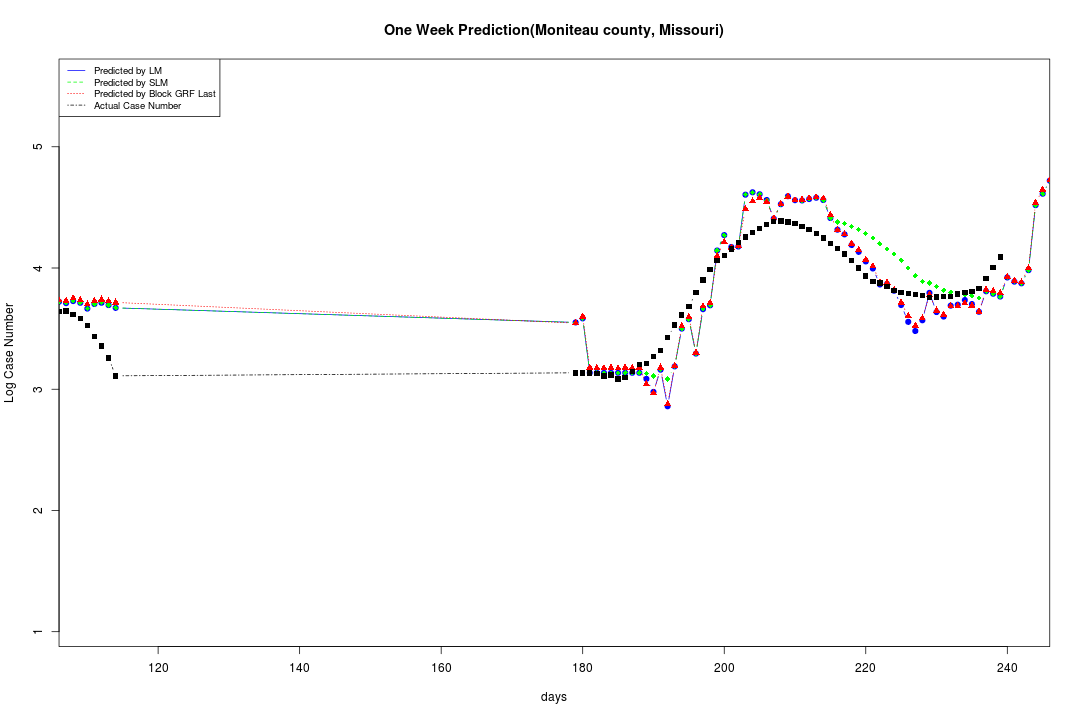 One Week Prediction(Moniteau county, Missouri)
Predicted by LM
Predicted by SLM
Predicted by Block GRF Last
Actual Case Number
5
4
3
2
1
Log Case Number
120 140 160 180 200 220 240
days